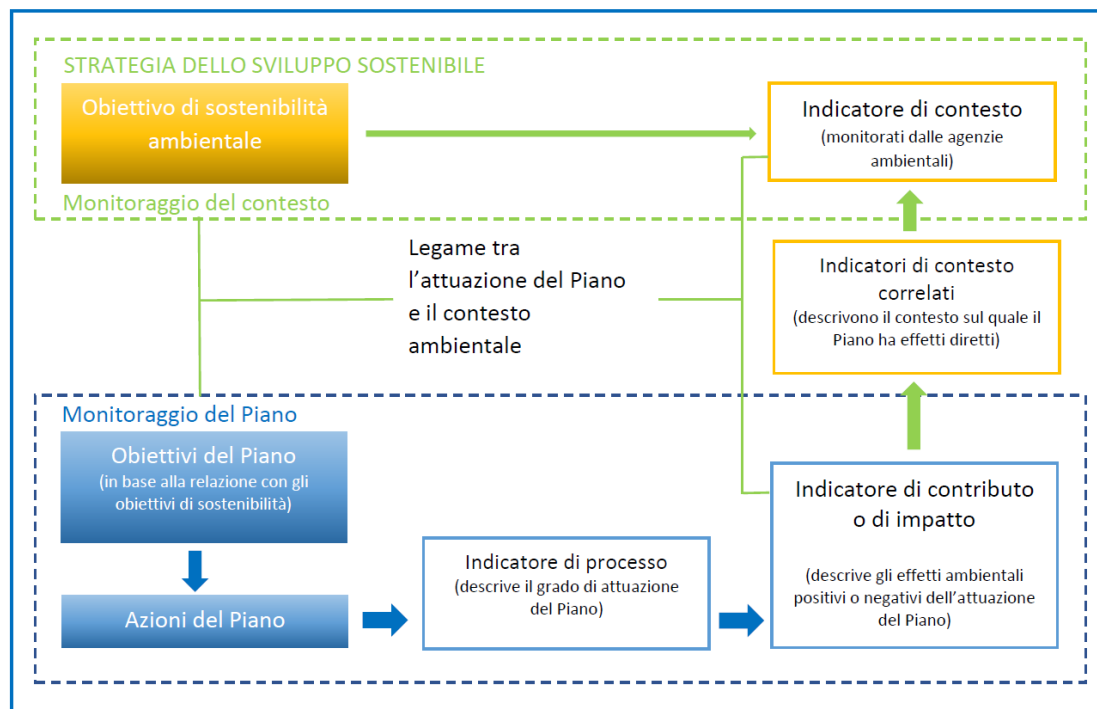 STRATEGIA DELLO SVILUPPO SOSTENIBILE
Obiettivo di sostenibilità
ambientale
Indicatore di contesto
(monitorati dalle agenzie
ambientali)
Monitoraggio del contesto
Legame tra
l'attuazione del Piano
e il contesto
ambientale
Indicatori di contesto
correlati
(descrivono il contesto sul quale il
Piano ha effetti diretti)
Monitoraggio del Piano
Obiettivi del Piano
(in base alla relazione con gli
obiettivi di sostenibilità)
Azioni del Piano
Indicatore di processo
(descrive il grado di attuazione
del Piano)
Indicatore di contributo
o di impatto
(descrive gli effetti ambientali
positivi o negativi dell'attuazione
del Piano)